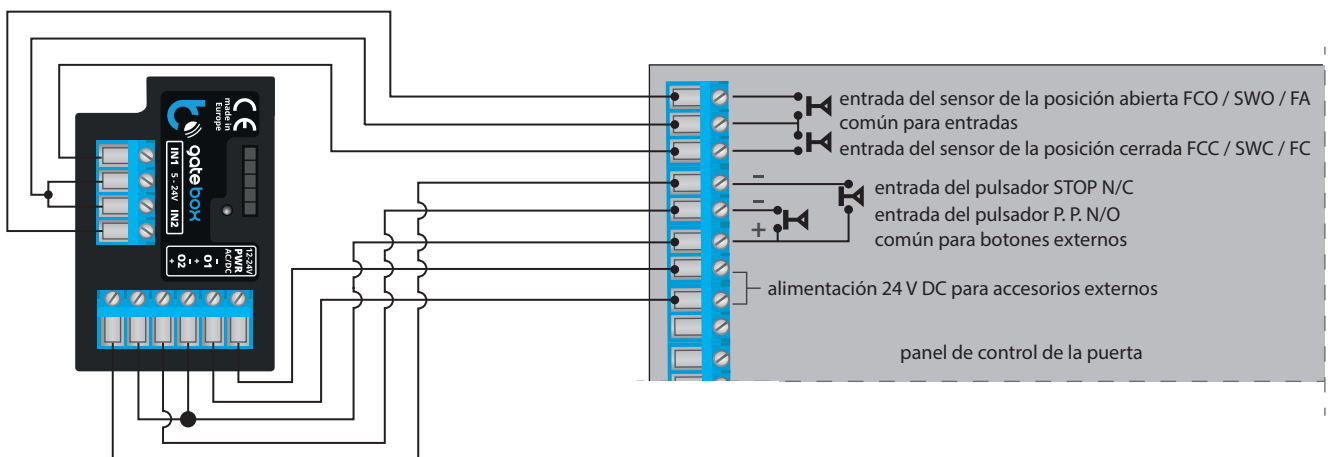 CE
made in
Europe
gatebox
IN1 5 - 24V IN2
12-24V
AC/DC
PWR
- O1 +
- O2 +
entrada del sensor de la posición abierta FCO / SWO / FA
común para entradas
entrada del sensor de la posición cerrada FCC / SWC / FC
−
entrada del pulsador STOP N/C
−
entrada del pulsador P. P. N/O
+
común para botones externos
alimentación 24 V DC para accesorios externos
panel de control de la puerta